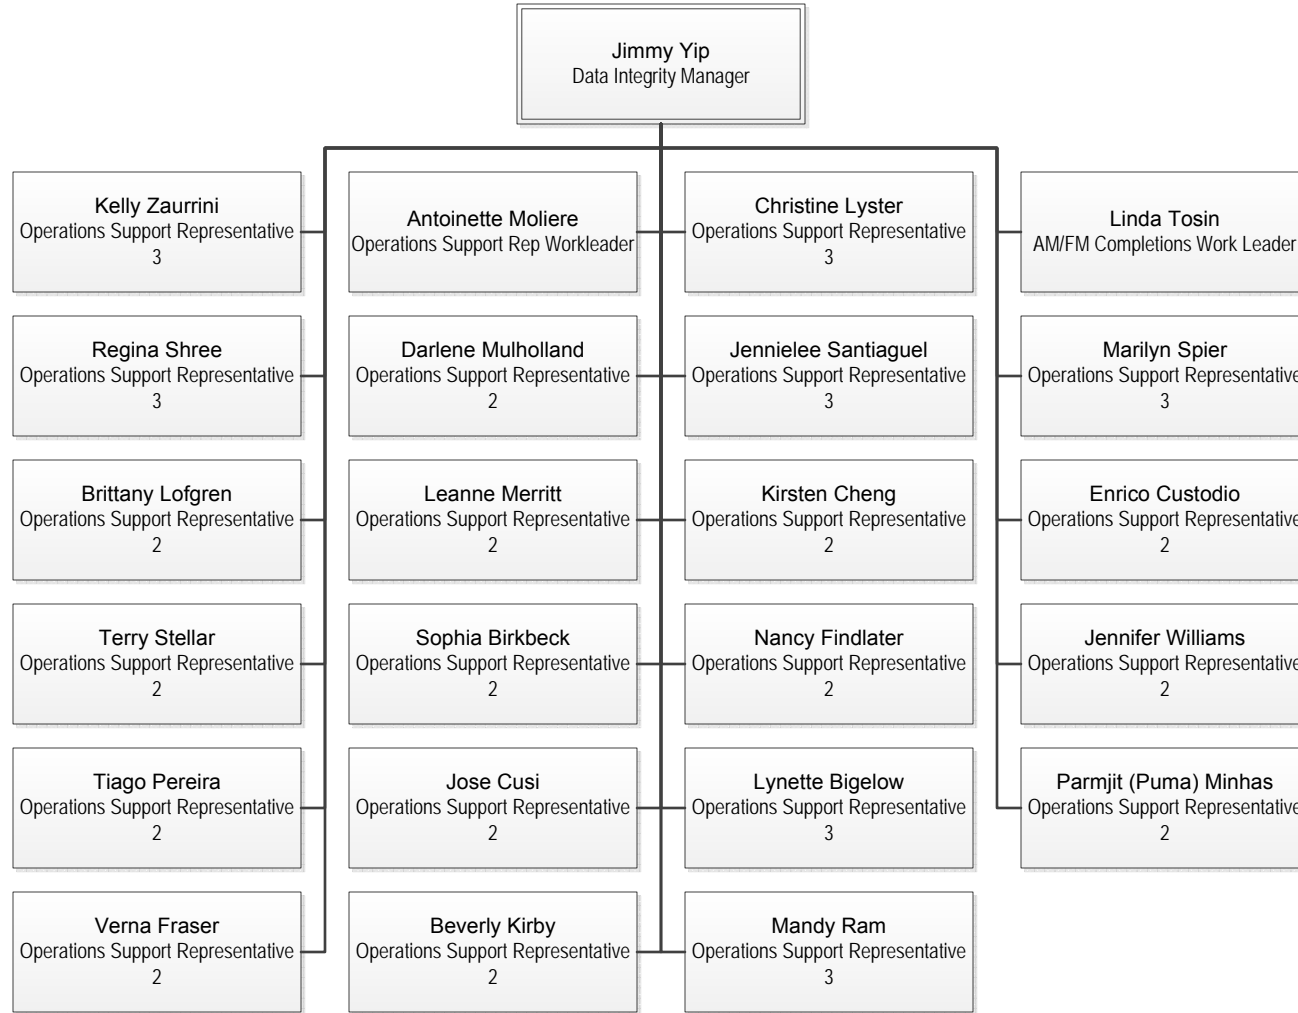 Jimmy Yip
Data Integrity Manager
Kelly Zaurrini
Operations Support Representative
3
Antoinette Moliere
Operations Support Rep Workleader
Christine Lyster
Operations Support Representative
3
Linda Tosin
AM/FM Completions Work Leader
Regina Shree
Operations Support Representative
3
Darlene Mulholland
Operations Support Representative
2
Jennielee Santiaguel
Operations Support Representative
3
Marilyn Spier
Operations Support Representative
3
Brittany Lofgren
Operations Support Representative
2
Leanne Merritt
Operations Support Representative
2
Kirsten Cheng
Operations Support Representative
2
Enrico Custodio
Operations Support Representative
2
Terry Stellar
Operations Support Representative
2
Sophia Birkbeck
Operations Support Representative
2
Nancy Findlater
Operations Support Representative
2
Jennifer Williams
Operations Support Representative
2
Tiago Pereira
Operations Support Representative
2
Jose Cusi
Operations Support Representative
2
Lynette Bigelow
Operations Support Representative
3
Parmjit (Puma) Minhas
Operations Support Representative
2
Verna Fraser
Operations Support Representative
2
Beverly Kirby
Operations Support Representative
2
Mandy Ram
Operations Support Representative
3